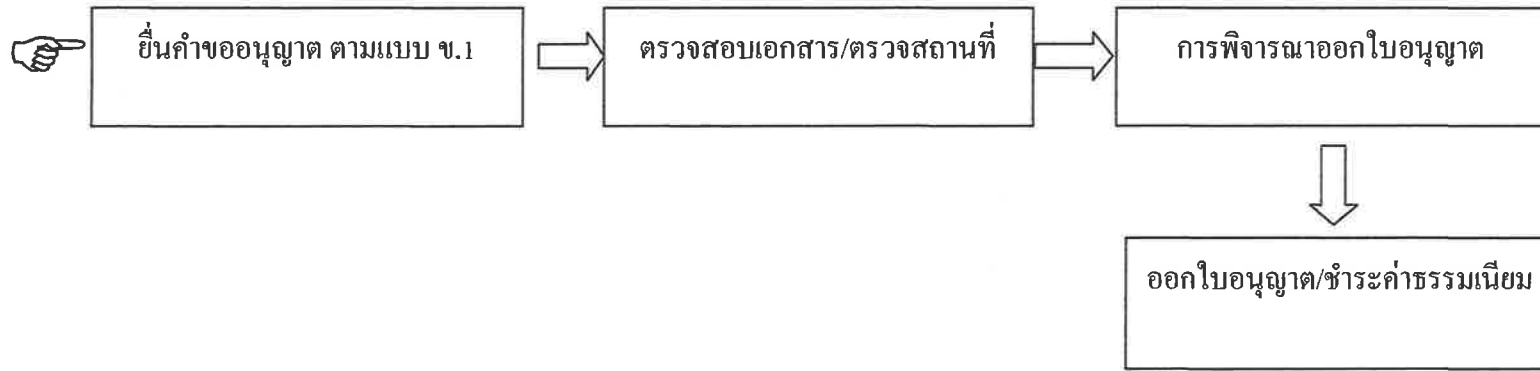 ยื่นคำขออนุญาต ตามแบบ ข.1
ตรวจสอบเอกสาร/ตรวจสถานที่
การพิจารณาออกใบอนุญาต
ออกใบอนุญาต/ชำระค่าธรรมเนียม